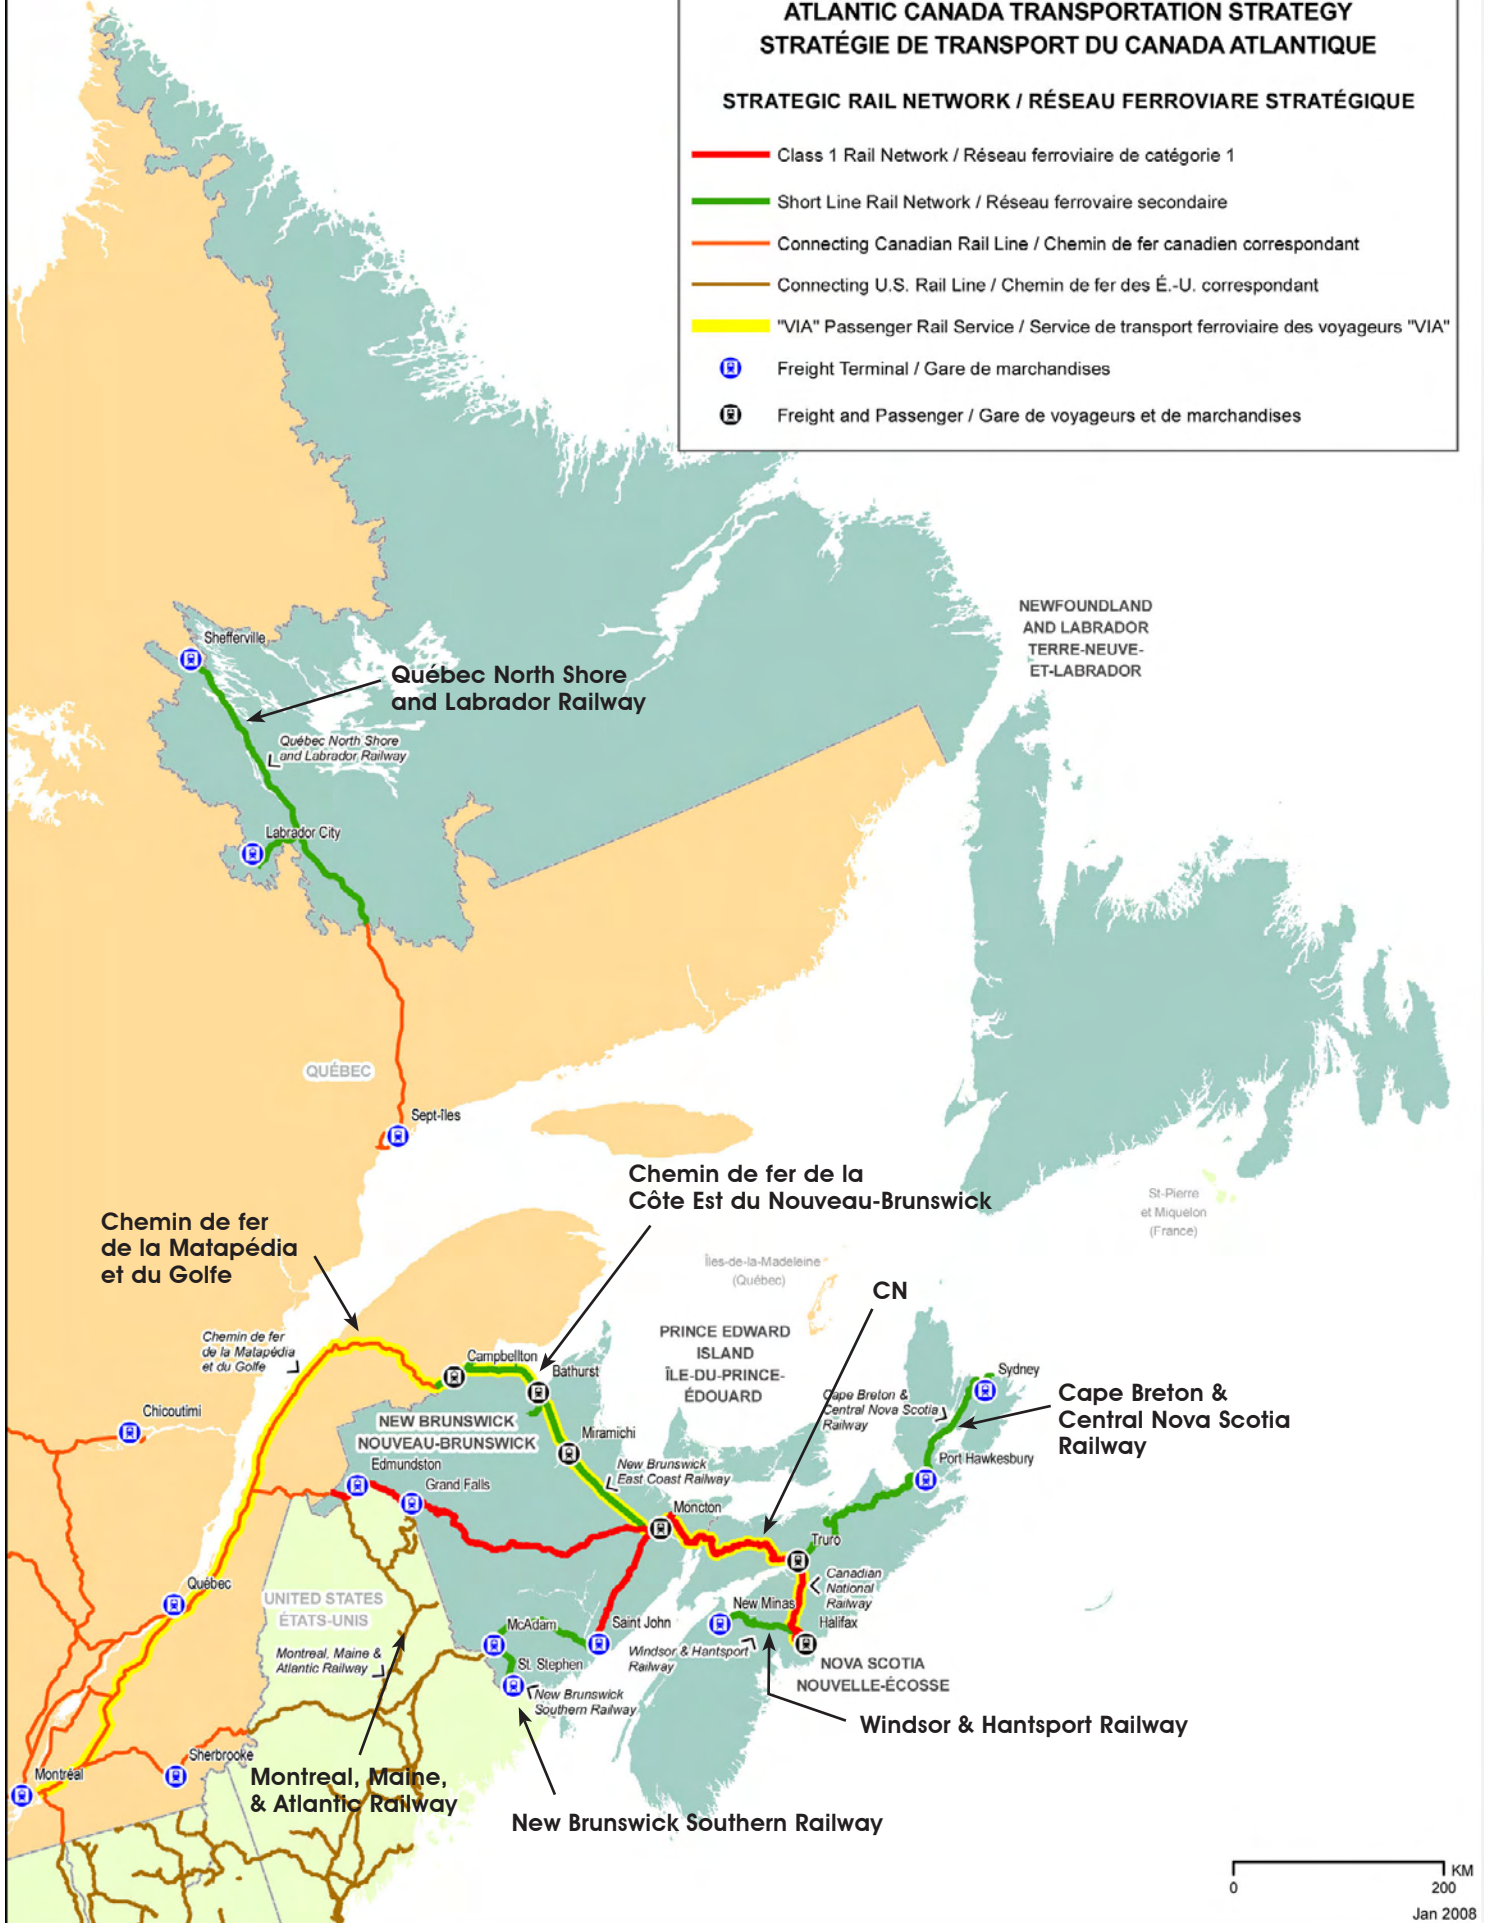 ATLANTIC CANADA TRANSPORTATION STRATEGY
STRATÉGIE DE TRANSPORT DU CANADA ATLANTIQUE
STRATEGIC RAIL NETWORK / RÉSEAU FERROVIARE STRATÉGIQUE
Class 1 Rail Network / Réseau ferroviaire de catégorie 1
Short Line Rail Network / Réseau ferrovaire secondaire
Connecting Canadian Rail Line / Chemin de fer canadien correspondant
Connecting U.S. Rail Line / Chemin de fer des É.-U. correspondant
"VIA" Passenger Rail Service / Service de transport ferroviaire des voyageurs "VIA"
Freight Terminal / Gare de marchandises
Freight and Passenger / Gare de voyageurs et de marchandises
NEWFOUNDLAND
AND LABRADOR
TERRE-NEUVE-
ET-LABRADOR
Shefferville
Québec North Shore
and Labrador Railway
Québec North Shore
and Labrador Railway
Labrador City
QUÉBEC
Sept-Îles
Chemin de fer de la
Côte Est du Nouveau-Brunswick
St-Pierre
et Miquelon
(France)
Chemin de fer
de la Matapédia
et du Golfe
Îles-de-la-Madeleine
(Québec)
CN
PRINCE EDWARD
ISLAND
ÎLE-DU-PRINCE-
ÉDOUARD
Chemin de fer
de la Matapédia
et du Golfe
Campbellton
Bathurst
Sydney
Cape Breton &
Central Nova Scotia
Railway
Cape Breton &
Central Nova Scotia
Railway
Chicoutimi
NEW BRUNSWICK
NOUVEAU-BRUNSWICK
Miramichi
Edmundston
Grand Falls
New Brunswick
East Coast Railway
Port Hawkesbury
Moncton
Truro
Canadian
National
Railway
Québec
UNITED STATES
ÉTATS-UNIS
New Minas
Halifax
McAdam
Saint John
Montreal, Maine &
Atlantic Railway
St. Stephen
Windsor & Hantsport
Railway
NOVA SCOTIA
NOUVELLE-ÉCOSSE
New Brunswick
Southern Railway
Windsor & Hantsport Railway
Sherbrooke
Montréal
Montreal, Maine,
& Atlantic Railway
New Brunswick Southern Railway
KM
0 200
Jan 2008